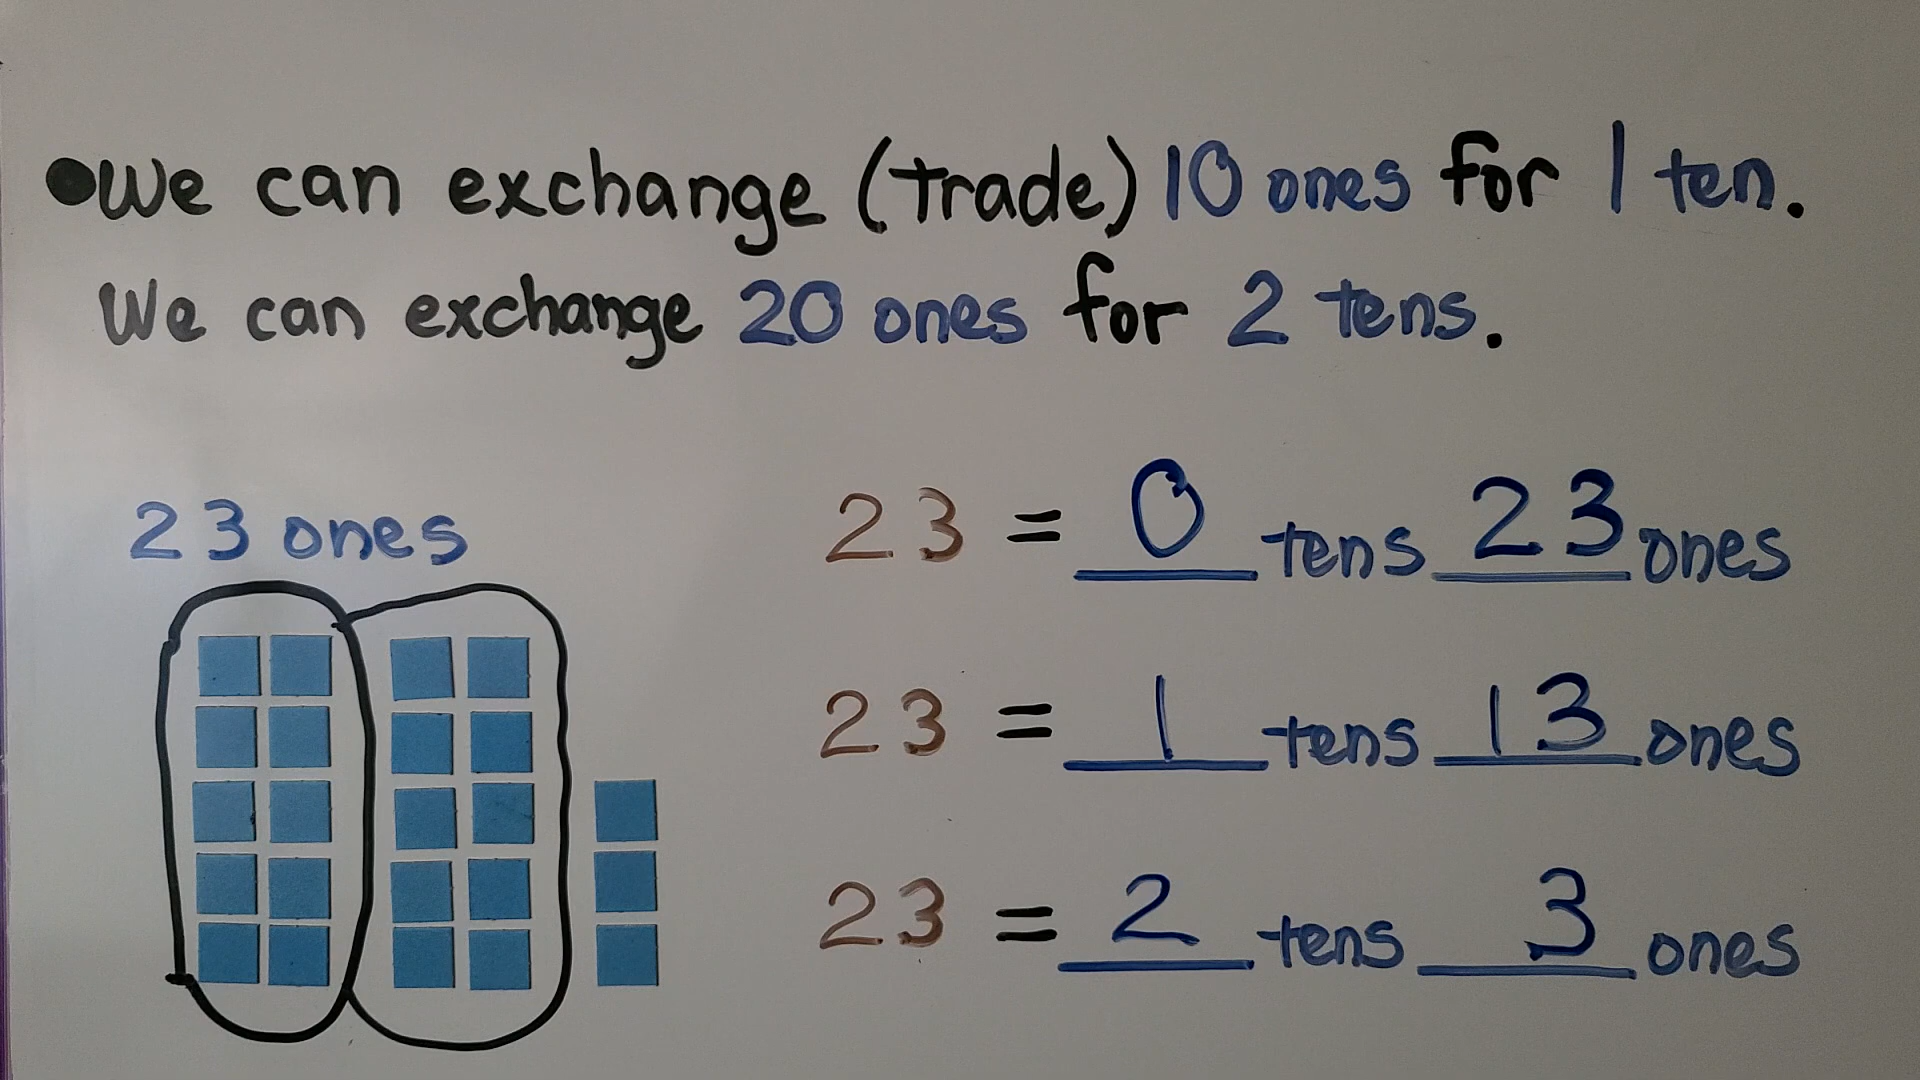 ●We can exchange (trade) 10 ones for 1 ten.
We can exchange 20 ones for 2 tens.
23 ones
23 = 0 tens 23 ones
23 = 1 tens 13 ones
23 = 2 tens 3 ones